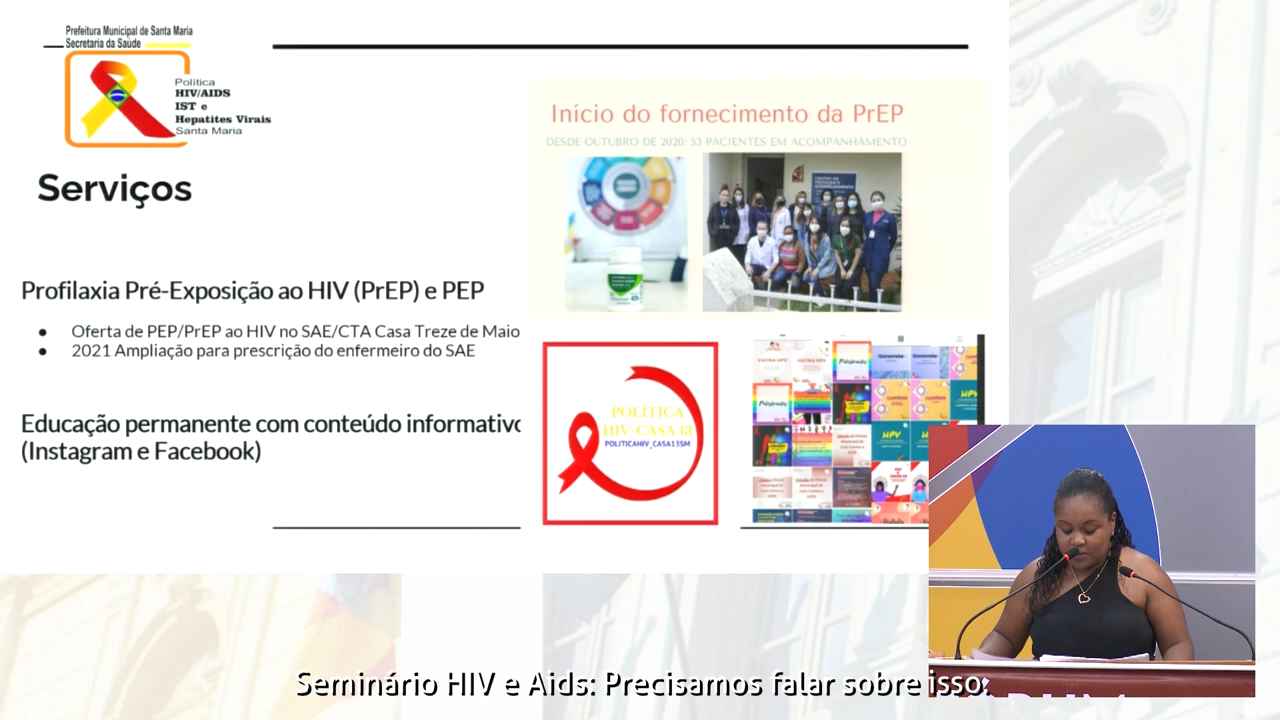 Prefeitura Municipal de Santa Maria
Secretaria da Saúde
Política
HIV/AIDS
IST e
Hepatites Virais
Santa Maria
Serviços
Início do fornecimento da PrEP
DESDE OUTUBRO DE 2020: 53 PACIENTES EM ACOMPANHAMENTO
Profilaxia Pré-Exposição ao HIV (PrEP) e PEP
● Oferta de PEP/PrEP ao HIV no SAE/CTA Casa Treze de Maio
● 2021 Ampliação para prescrição do enfermeiro do SAE
Educação permanente com conteúdo informativo
(Instagram e Facebook)
POLÍTICA
HIV CASA 13
POLITICAHIV_CASA13SM
VACINA HPV
HPV
HPV
Seminário HIV e Aids: Precisamos falar sobre isso.